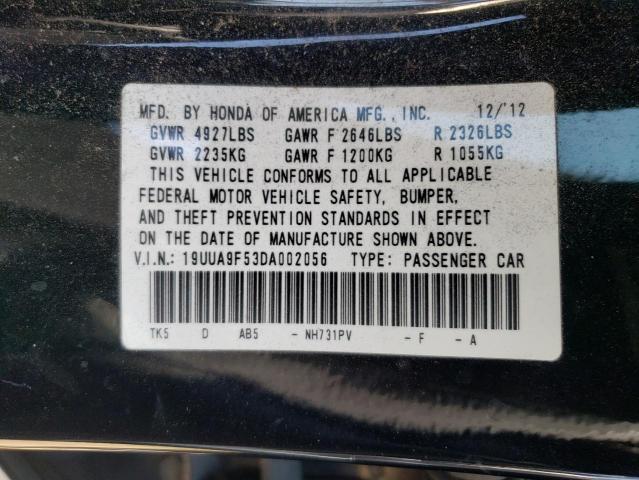 MFD. BY HONDA OF AMERICA MFG., INC. 12/'12
GVWR 4927LBS GAWR F 2646LBS R 2326LBS
GVWR 2235KG GAWR F 1200KG R 1055KG
THIS VEHICLE CONFORMS TO ALL APPLICABLE
FEDERAL MOTOR VEHICLE SAFETY, BUMPER,
AND THEFT PREVENTION STANDARDS IN EFFECT
ON THE DATE OF MANUFACTURE SHOWN ABOVE.
V.I.N.: 19UUA9F53DA002056 TYPE: PASSENGER CAR
TK5 D AB5 - NH731PV - F - A